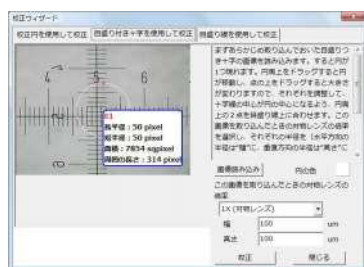 校正ウィザード
校正円を使用して校正 目盛り付き十字を使用して校正 目盛り線を使用して校正
4 5 6
E1
長半径：50 pixel
短半径：50 pixel
面積：7854 sqpixel
周囲の長さ：314 pixel
まずあらかじめ取り込んでおいた目盛りつ
き十字の画像を読み込みます。すると円が
1つ現れます。円周上をドラッグすると円
が移動し、点の上をドラッグすると大きさ
が変わりますので、それぞれを調整して、
十字線の中心が円の中心になるよう、円周
上の2点を目盛り線上に合わせます。この
画像を取り込んだときの対物レンズの倍率
を選択し、それぞれの半径を（水平方向の
半径は"幅"に、垂直方向の半径は"高さ"に
画像読み込み 円の色
この画像を取り込んだときの対物レンズの
倍率
1X (対物レンズ)
幅 100 um
高さ 100 um
校正 閉じる